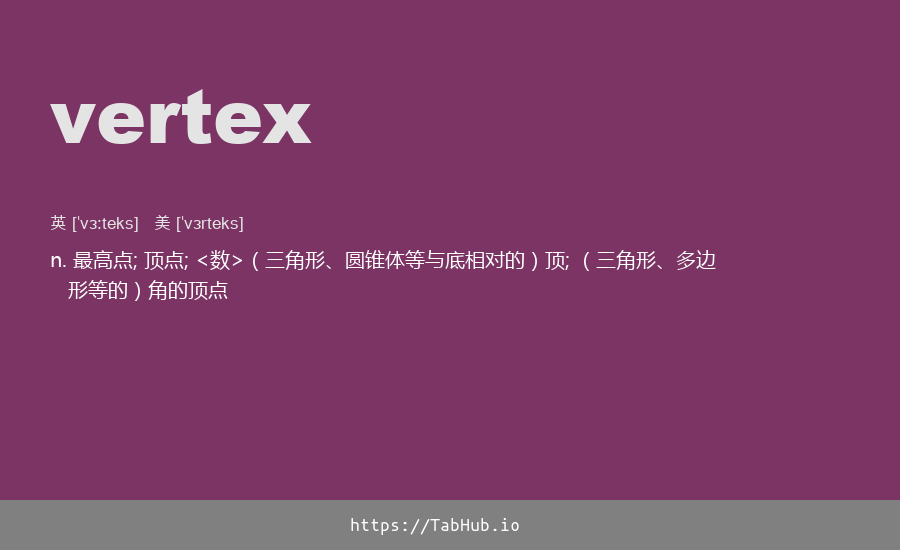 vertex
英 [ˈvɜːteks] 美 [ˈvɜrteks]
n. 最高点; 顶点; <数>（三角形、圆锥体等与底相对的）顶; （三角形、多边
形等的）角的顶点
https://TabHub.io